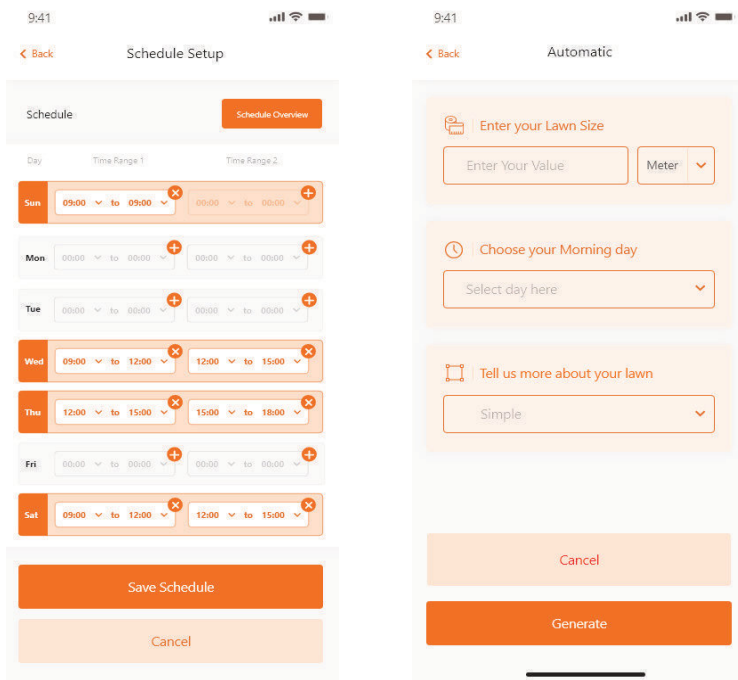 9:41
Back
Schedule Setup
Schedule
Schedule Overview
Day
Time Range 1
Time Range 2
Sun
09:00 to 09:00
00:00 to 00:00
Mon
00:00 to 00:00
00:00 to 00:00
Tue
00:00 to 00:00
00:00 to 00:00
Wed
09:00 to 12:00
12:00 to 15:00
Thu
12:00 to 15:00
15:00 to 18:00
Fri
00:00 to 00:00
00:00 to 00:00
Sat
09:00 to 12:00
12:00 to 15:00
Save Schedule
Cancel
9:41
Back
Automatic
Enter your Lawn Size
Enter Your Value
Meter
Choose your Morning day
Select day here
Tell us more about your lawn
Simple
Cancel
Generate